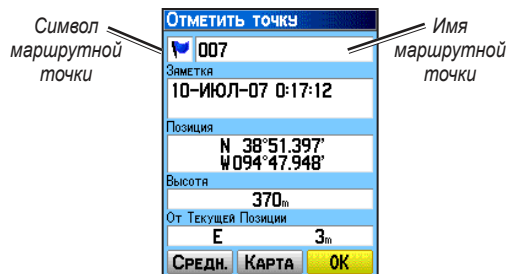 Символ маршрутной точки
Отметить точку
007
Заметка
10-ИЮЛ-07 0:17:12
Позиция
N 38°51.397'
W094°47.948'
Высота
370m
От Текущей Позиции
E 3m
Средн. Карта ОК
Имя маршрутной точки